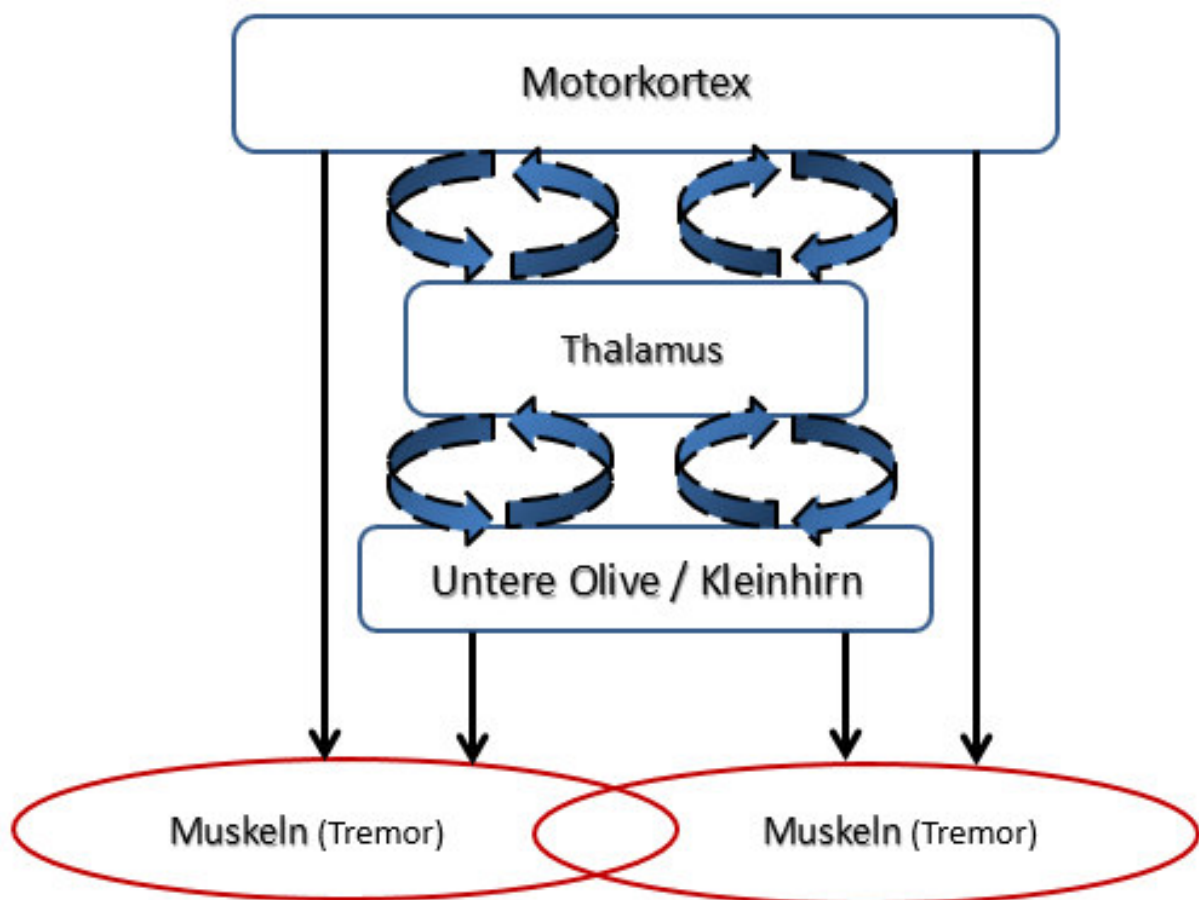 Motorkortex
Thalamus
Untere Olive / Kleinhirn
Muskeln (Tremor)
Muskeln (Tremor)